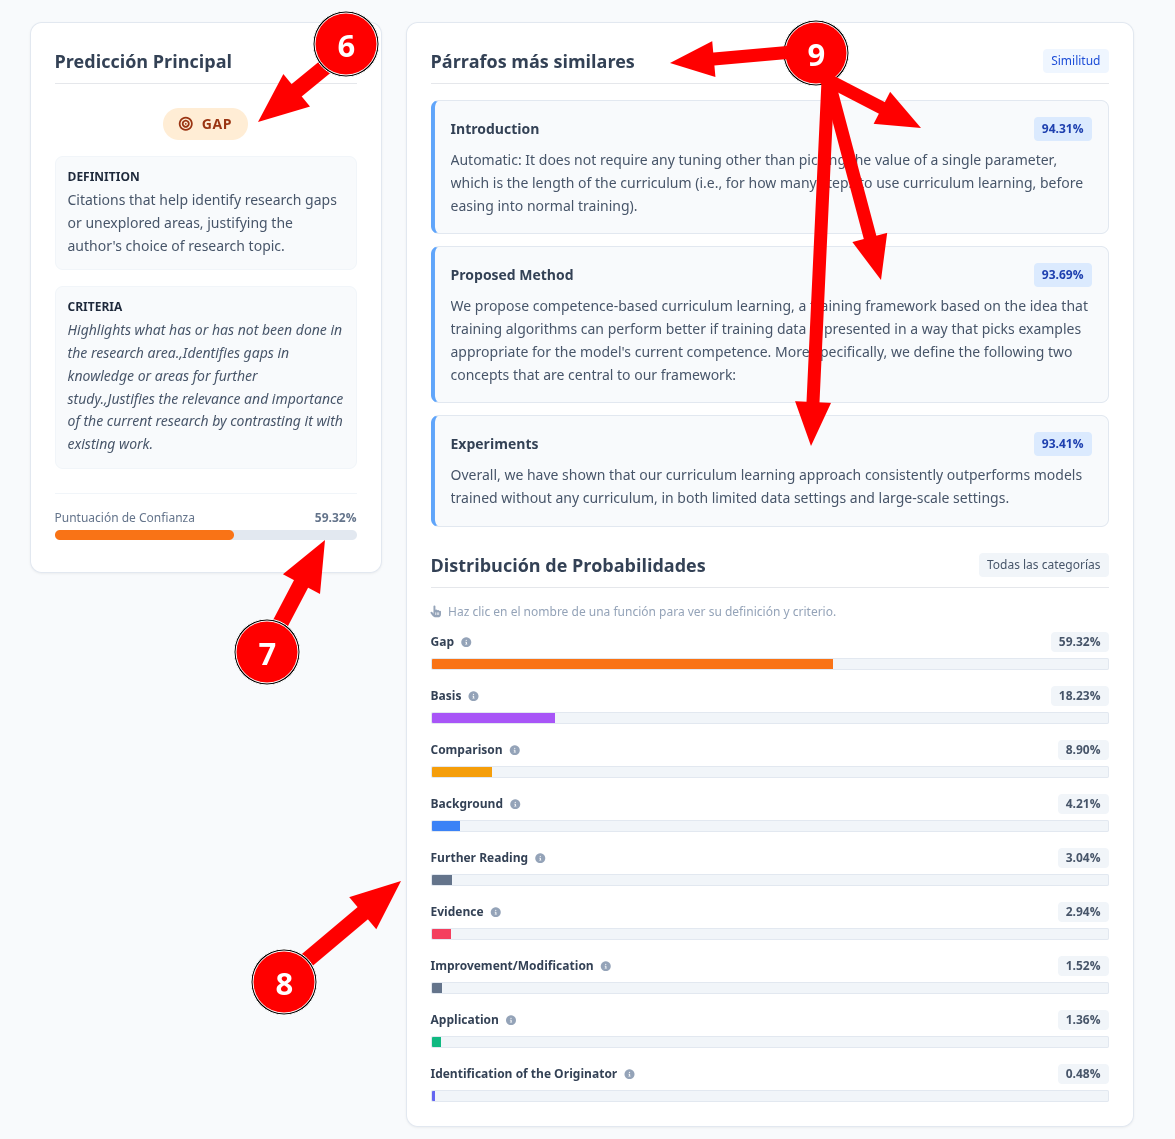 6
9
Predicción Principal
GAP
DEFINITION
Citations that help identify research gaps
or unexplored areas, justifying the
author's choice of research topic.
CRITERIA
Highlights what has or has not been done in
the research area.,Identifies gaps in
knowledge or areas for further
study.,Justifies the relevance and importance
of the current research by contrasting it with
existing work.
Puntuación de Confianza 59.32%
7
8
Párrafos más similares Similitud
Introduction 94.31%
Automatic: It does not require any tuning other than the value of a single parameter,
which is the length of the curriculum (i.e., for how many to use curriculum learning, before
easing into normal training).
Proposed Method 93.69%
We propose competence-based curriculum learning, a framework based on the idea that
training algorithms can perform better if training data presented in a way that picks examples
appropriate for the model's current competence. More specifically, we define the following two
concepts that are central to our framework:
Experiments 93.41%
Overall, we have shown that our curriculum learning approach consistently outperforms models
trained without any curriculum, in both limited data settings and large-scale settings.
Distribución de Probabilidades Todas las categorías
Haz clic en el nombre de una función para ver su definición y criterio.
Gap 59.32%
Basis 18.23%
Comparison 8.90%
Background 4.21%
Further Reading 3.04%
Evidence 2.94%
Improvement/Modification 1.52%
Application 1.36%
Identification of the Originator 0.48%